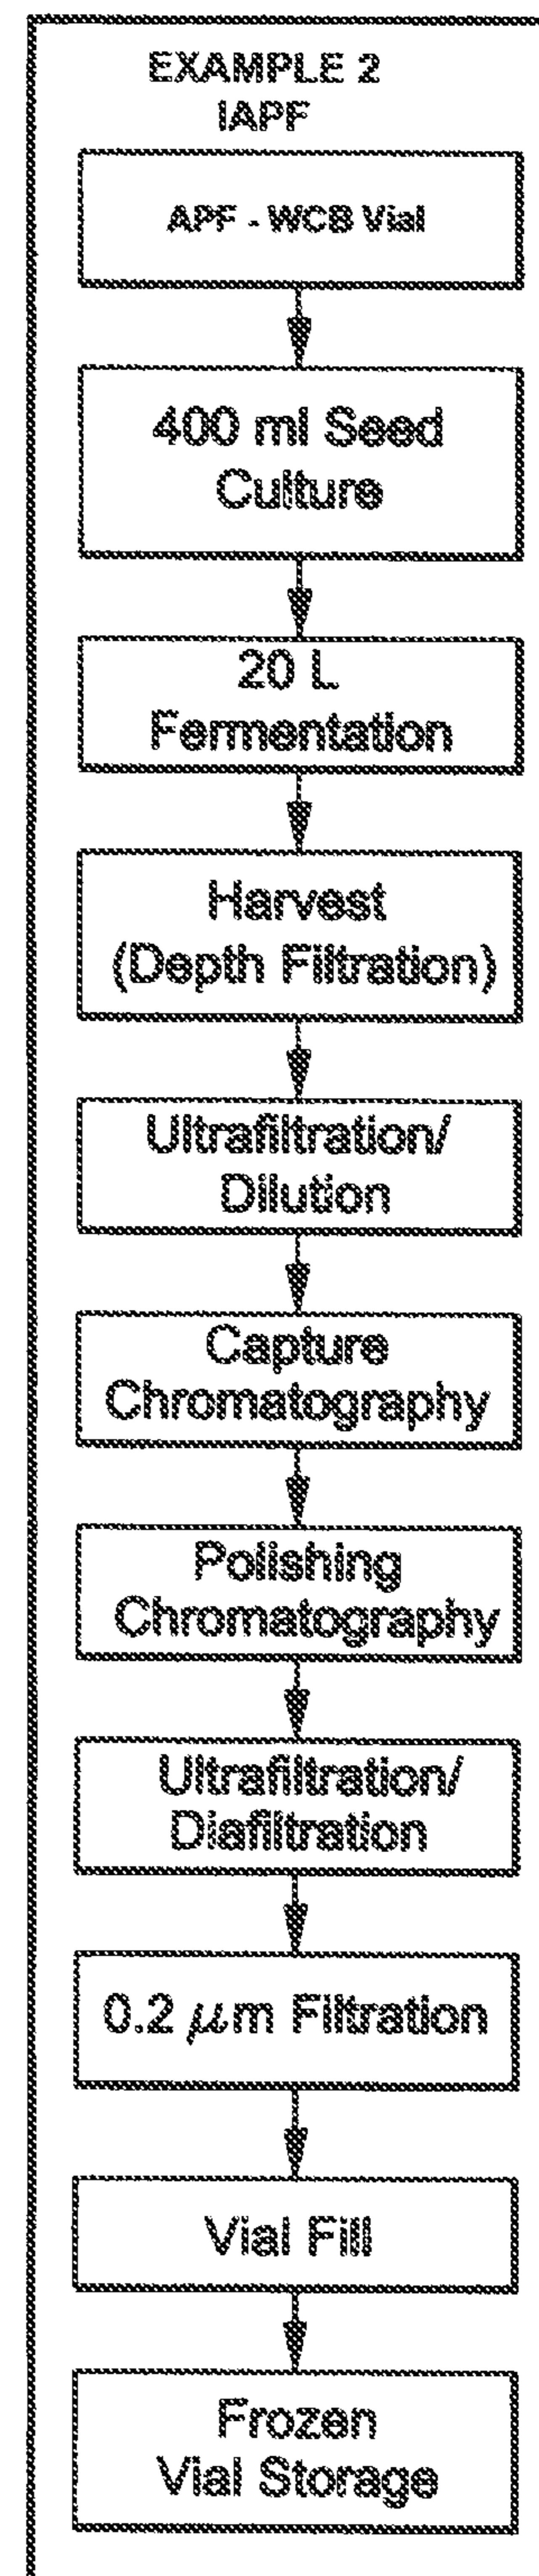 EXAMPLE 2
IAPF
APF - WCB Vial
400 ml Seed
Culture
20 L
Fermentation
Harvest
(Depth Filtration)
Ultrafiltration/
Dilution
Capture
Chromatography
Polishing
Chromatography
Ultrafiltration/
Diafiltration
0.2 μm Filtration
Vial Fill
Frozen
Vial Storage